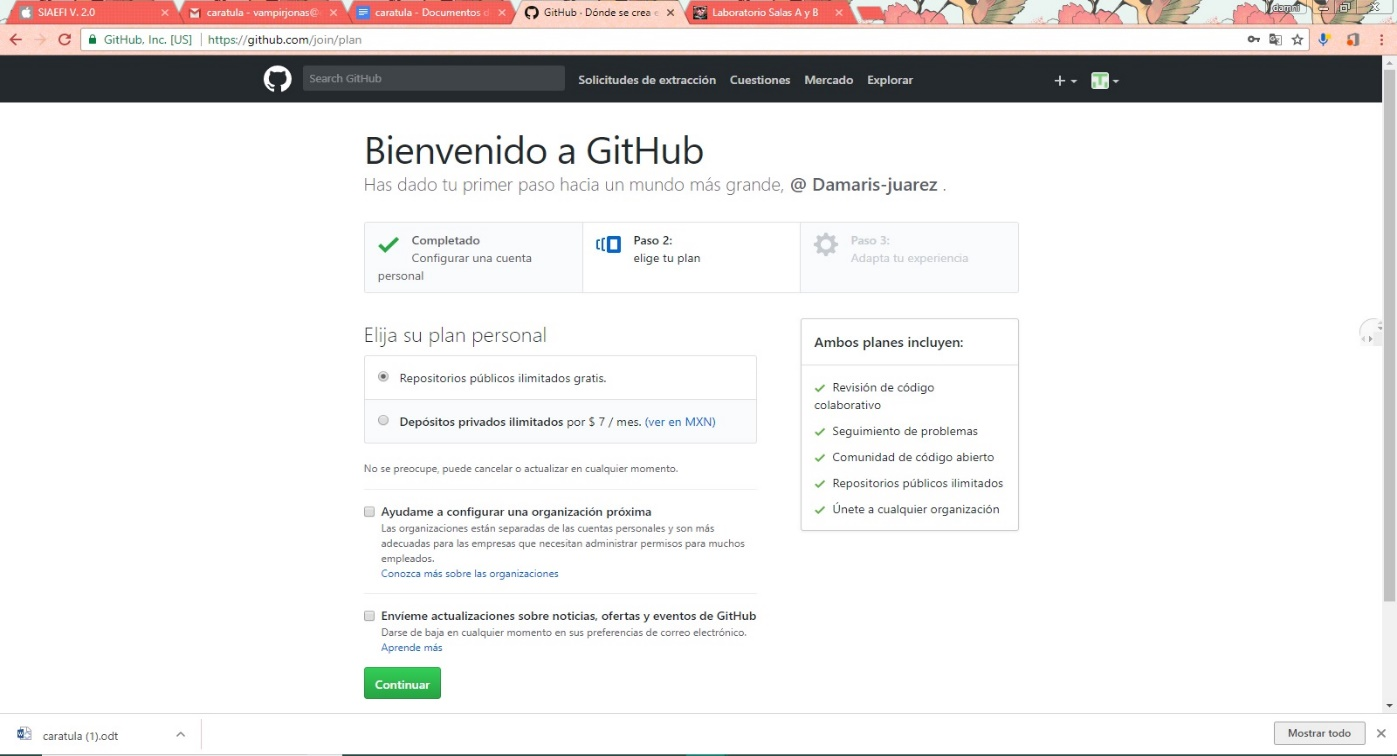 SIAEFI V. 2.0
caratula - vampirjonas@
caratula - Documentos d
GitHub - Dónde se crea c
Laboratorio Salas A y B
damni
GitHub, Inc. [US] https://github.com/join/plan
Search GitHub
Solicitudes de extracción Cuestiones Mercado Explorar
Bienvenido a GitHub
Has dado tu primer paso hacia un mundo más grande, @ Damaris-juarez .
Completado
Configurar una cuenta
personal
Paso 2:
elige tu plan
Paso 3:
Adapta tu experiencia
Elija su plan personal
Repositorios públicos ilimitados gratis.
Depósitos privados ilimitados por $ 7 / mes. (ver en MXN)
No se preocupe, puede cancelar o actualizar en cualquier momento.
Ayudame a configurar una organización próxima
Las organizaciones están separadas de las cuentas personales y son más
adecuadas para las empresas que necesitan administrar permisos para muchos
empleados.
Conozca más sobre las organizaciones
Envíeme actualizaciones sobre noticias, ofertas y eventos de GitHub
Darse de baja en cualquier momento en sus preferencias de correo electrónico.
Aprende más
Continuar
Ambos planes incluyen:
Revisión de código
colaborativo
Seguimiento de problemas
Comunidad de código abierto
Repositorios públicos ilimitados
Únete a cualquier organización
caratula (1).odt
Mostrar todo